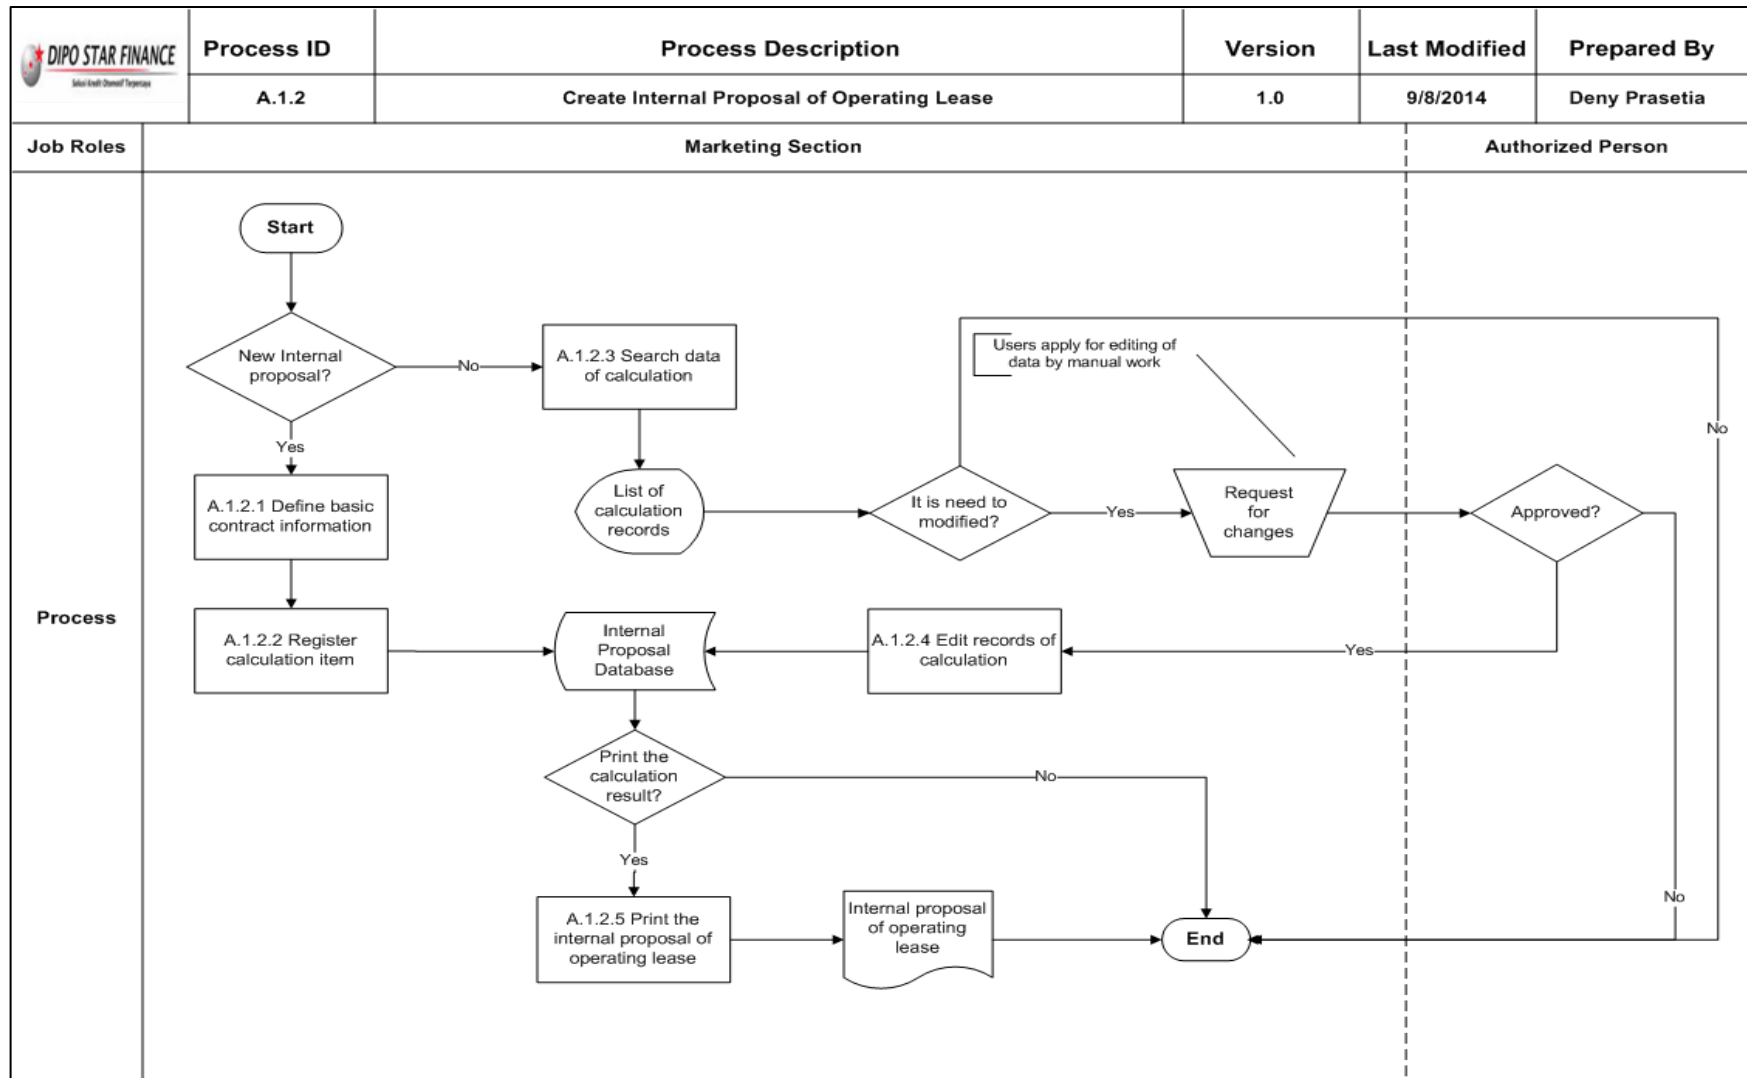 DIPO STAR FINANCE
Solusi Kredit Otomotif Terpercaya
Process ID
Process Description
Version
Last Modified
Prepared By
A.1.2
Create Internal Proposal of Operating Lease
1.0
9/8/2014
Deny Prasetia
Job Roles
Marketing Section
Authorized Person
Process
Start
New Internal
proposal?
No
A.1.2.3 Search data
of calculation
Users apply for editing of
data by manual work
No
Yes
A.1.2.1 Define basic
contract information
List of
calculation
records
It is need to
modified?
Yes
Request
for
changes
Approved?
A.1.2.2 Register
calculation item
Internal
Proposal
Database
A.1.2.4 Edit records of
calculation
Yes
Print the
calculation
result?
No
Yes
A.1.2.5 Print the
internal proposal of
operating lease
Internal proposal
of operating
lease
End
No